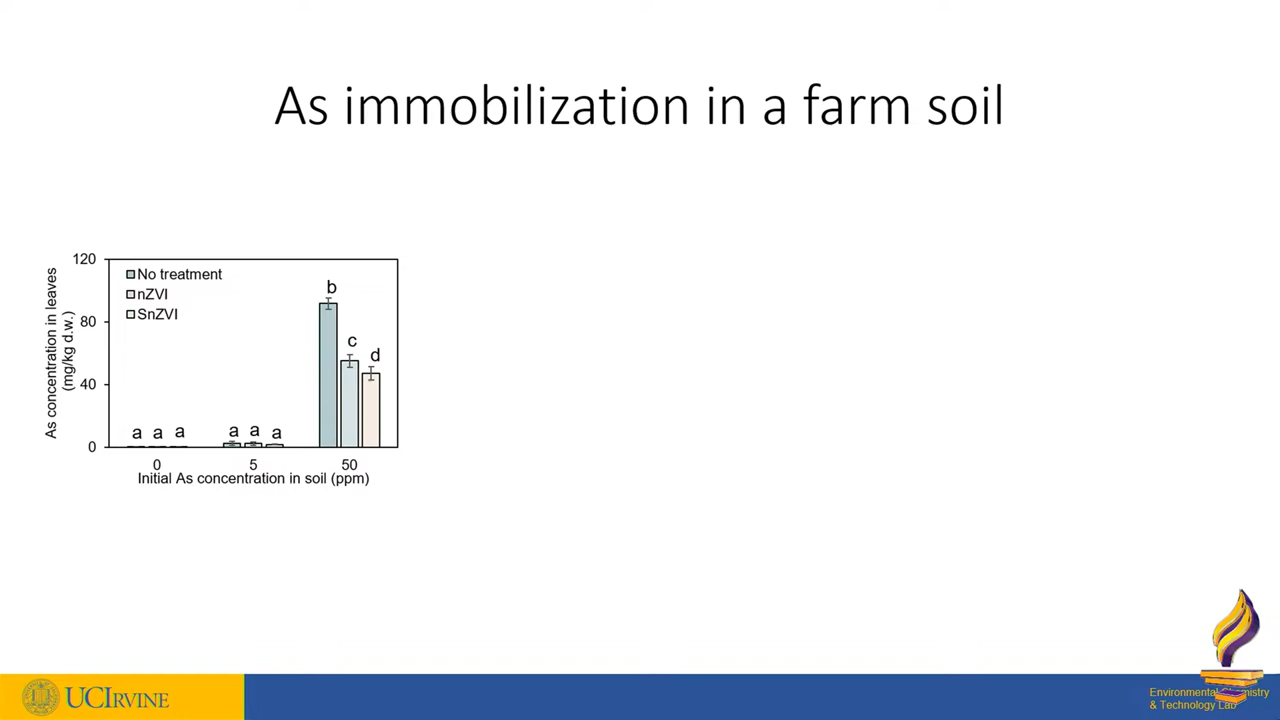 As immobilization in a farm soil
As concentration in leaves
(mg/kg d.w.)
120
80
40
0
No treatment
nZVI
SnZVI
a a a
a a a
b
c
d
0 5 50
Initial As concentration in soil (ppm)
UCIRVINE
Environmental Chemistry
& Technology Lab